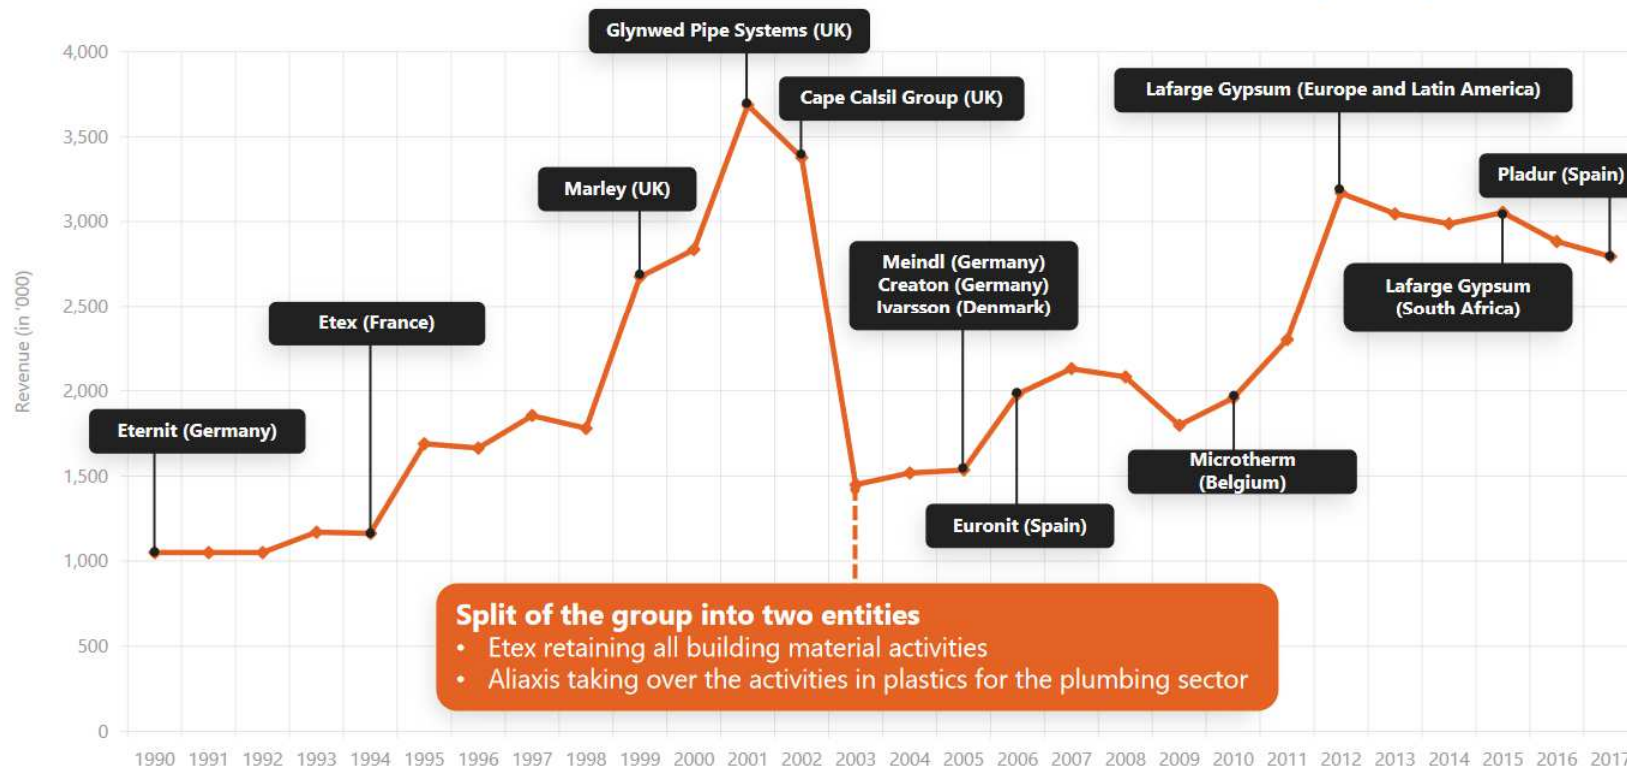 Glynwed Pipe Systems (UK)
4,000
Lafarge Gypsum (Europe and Latin America)
Cape Calsil Group (UK)
3,500
Pladur (Spain)
Marley (UK)
3,000
Meindl (Germany)
Creaton (Germany)
Ivarsson (Denmark)
Lafarge Gypsum
(South Africa)
2,500
Etex (France)
Revenue (in '000)
2,000
Eternit (Germany)
Microtherm
(Belgium)
1,500
Euronit (Spain)
1,000
Split of the group into two entities
• Etex retaining all building material activities
• Aliaxis taking over the activities in plastics for the plumbing sector
500
0
1990 1991 1992 1993 1994 1995 1996 1997 1998 1999 2000 2001 2002 2003 2004 2005 2006 2007 2008 2009 2010 2011 2012 2013 2014 2015 2016 2017